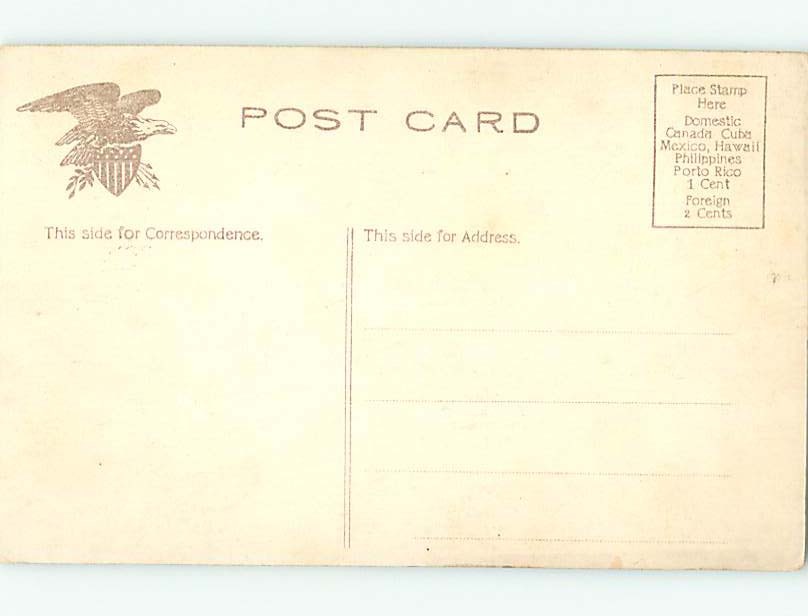 POST CARD
Place Stamp
Here
Domestic
Canada Cuba
Mexico, Hawaii
Philippines
Porto Rico
1 Cent
Foreign
2 Cents
This side for Correspondence.
This side for Address.